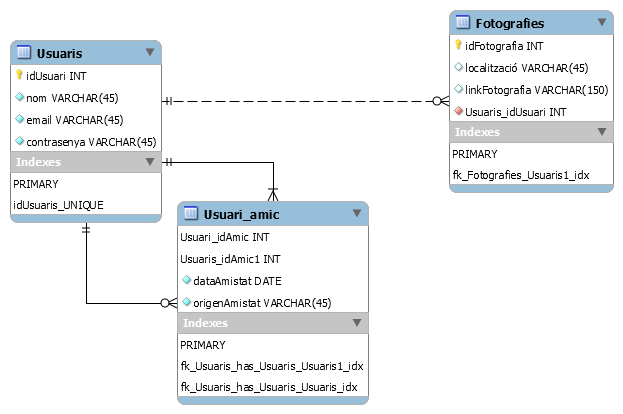 Usuaris
idUsuari INT
nom VARCHAR(45)
email VARCHAR(45)
contrasenya VARCHAR(45)
Indexes
PRIMARY
idUsuaris_UNIQUE
Fotografies
idFotografia INT
localització VARCHAR(45)
linkFotografia VARCHAR(150)
Usuaris_idUsuari INT
Indexes
PRIMARY
fk_Fotografies_Usuaris1_idx
Usuari_amic
Usuari_idAmic INT
Usuaris_idAmic1 INT
dataAmistat DATE
origenAmistat VARCHAR(45)
Indexes
PRIMARY
fk_Usuaris_has_Usuaris_Usuaris1_idx
fk_Usuaris_has_Usuaris_Usuaris_idx